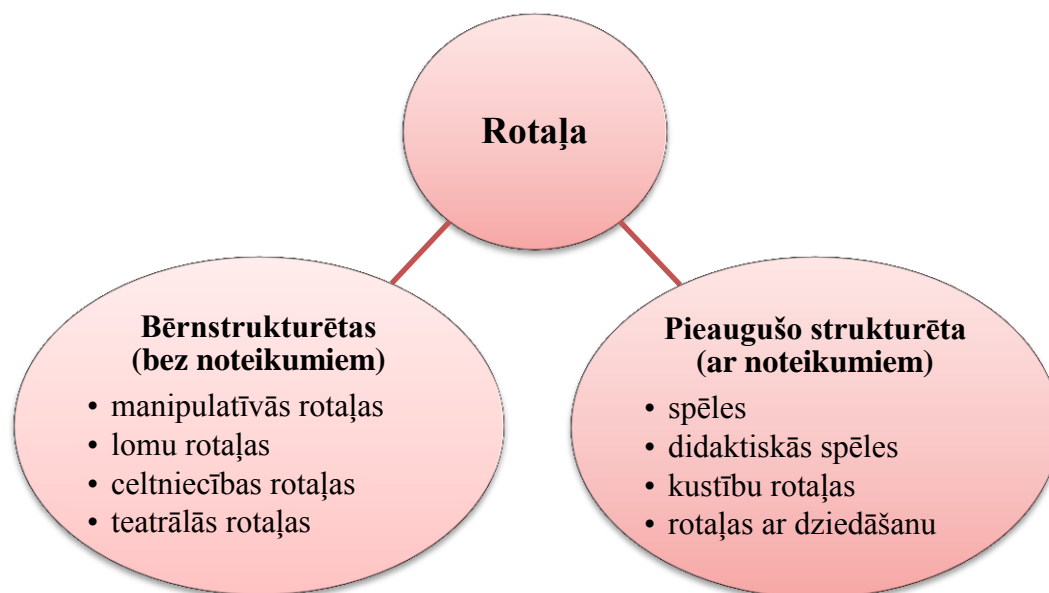 Rotaļa
Bērnstrukturētas
(bez noteikumiem)
• manipulatīvās rotaļas
• lomu rotaļas
• celtniecības rotaļas
• teatrālās rotaļas
Pieaugušo strukturēta
(ar noteikumiem)
• spēles
• didaktiskās spēles
• kustību rotaļas
• rotaļas ar dziedāšanu